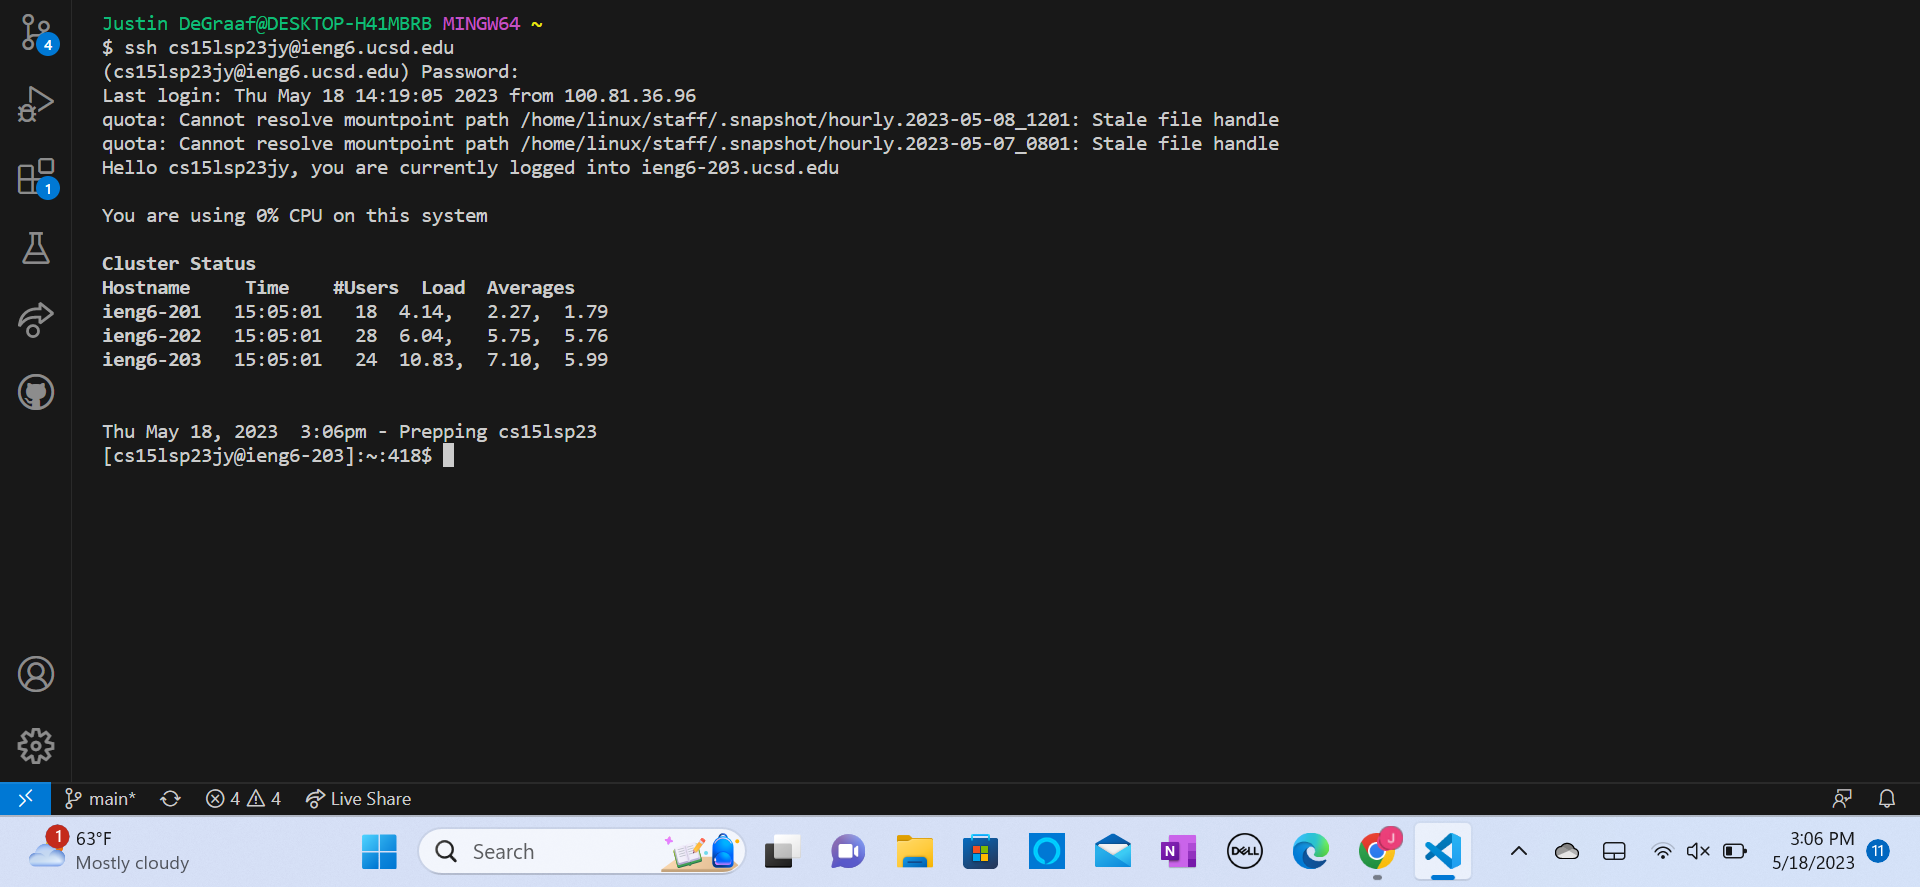 Justin DeGraaf@DESKTOP-H41MBRB MINGW64 ~
$ ssh cs15lsp23jy@ieng6.ucsd.edu
(cs15lsp23jy@ieng6.ucsd.edu) Password:
Last login: Thu May 18 14:19:05 2023 from 100.81.36.96
quota: Cannot resolve mountpoint path /home/linux/staff/.snapshot/hourly.2023-05-08_1201: Stale file handle
quota: Cannot resolve mountpoint path /home/linux/staff/.snapshot/hourly.2023-05-07_0801: Stale file handle
Hello cs15lsp23jy, you are currently logged into ieng6-203.ucsd.edu
You are using 0% CPU on this system
Cluster Status
Hostname     Time    #Users  Load  Averages
ieng6-201   15:05:01   18  4.14,   2.27,  1.79
ieng6-202   15:05:01   28  6.04,   5.75,  5.76
ieng6-203   15:05:01   24  10.83,  7.10,  5.99
Thu May 18, 2023  3:06pm - Prepping cs15lsp23
[cs15lsp23jy@ieng6-203]:~:418$
4
1
main* 4 4 Live Share
1 63°F
Mostly cloudy
Search
N
DELL
J
3:06 PM
5/18/2023
11